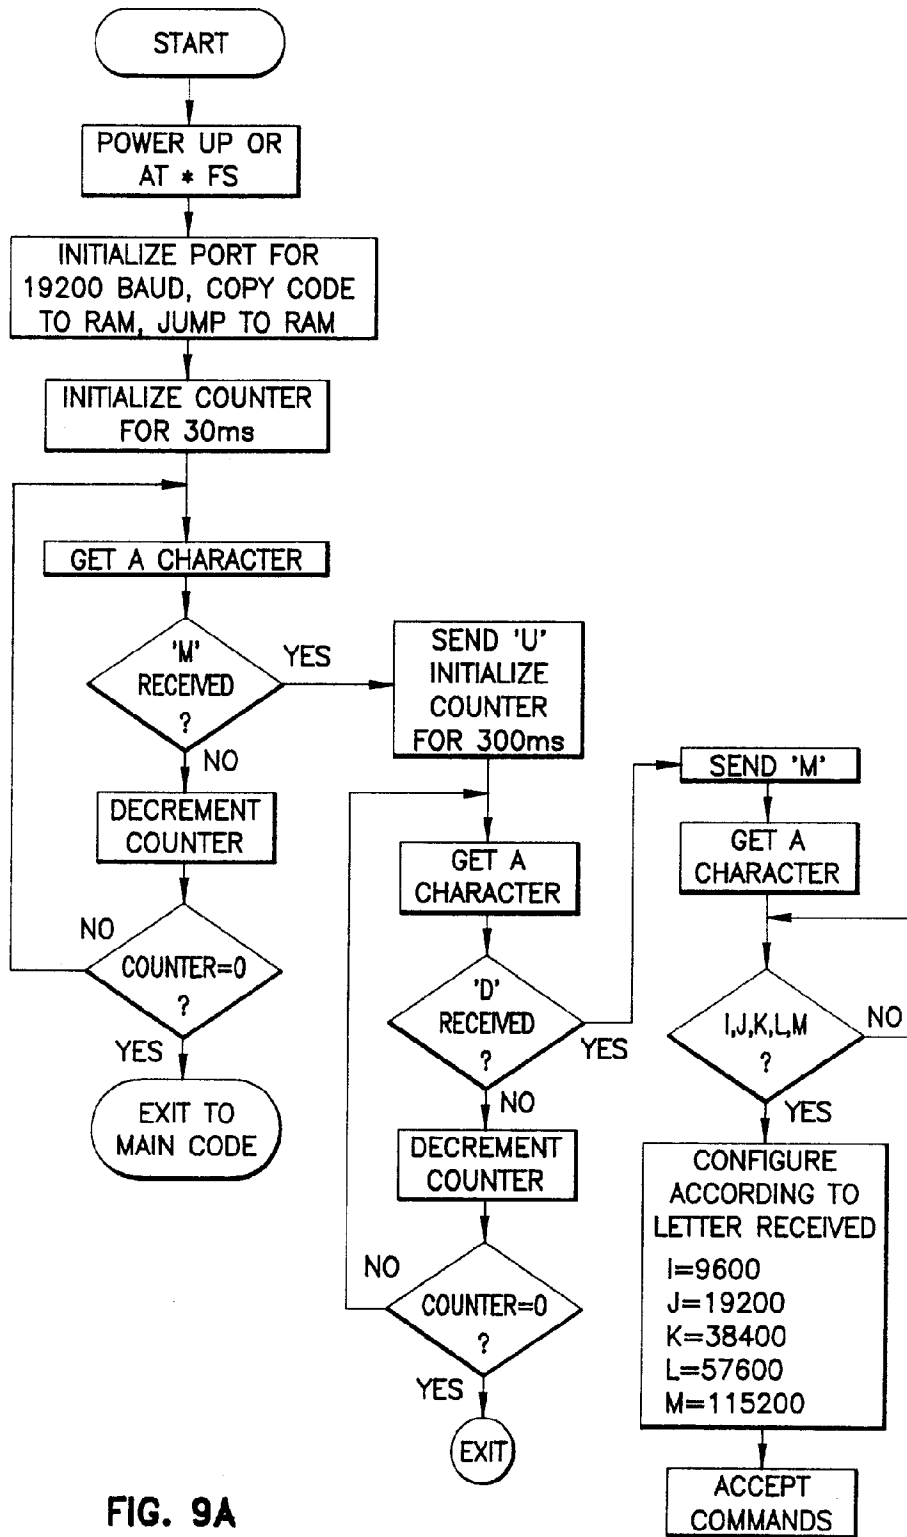 START
POWER UP OR
AT * FS
INITIALIZE PORT FOR
19200 BAUD, COPY CODE
TO RAM, JUMP TO RAM
INITIALIZE COUNTER
FOR 30ms
GET A CHARACTER
'M'
RECEIVED
?
YES
NO
DECREMENT
COUNTER
NO
COUNTER=0
?
YES
EXIT TO
MAIN CODE
SEND 'U'
INITIALIZE
COUNTER
FOR 300ms
GET A
CHARACTER
'D'
RECEIVED
?
YES
NO
DECREMENT
COUNTER
NO
COUNTER=0
?
YES
EXIT
SEND 'M'
GET A
CHARACTER
I,J,K,L,M
?
NO
YES
CONFIGURE
ACCORDING TO
LETTER RECEIVED
I=9600
J=19200
K=38400
L=57600
M=115200
ACCEPT
COMMANDS
FIG. 9A